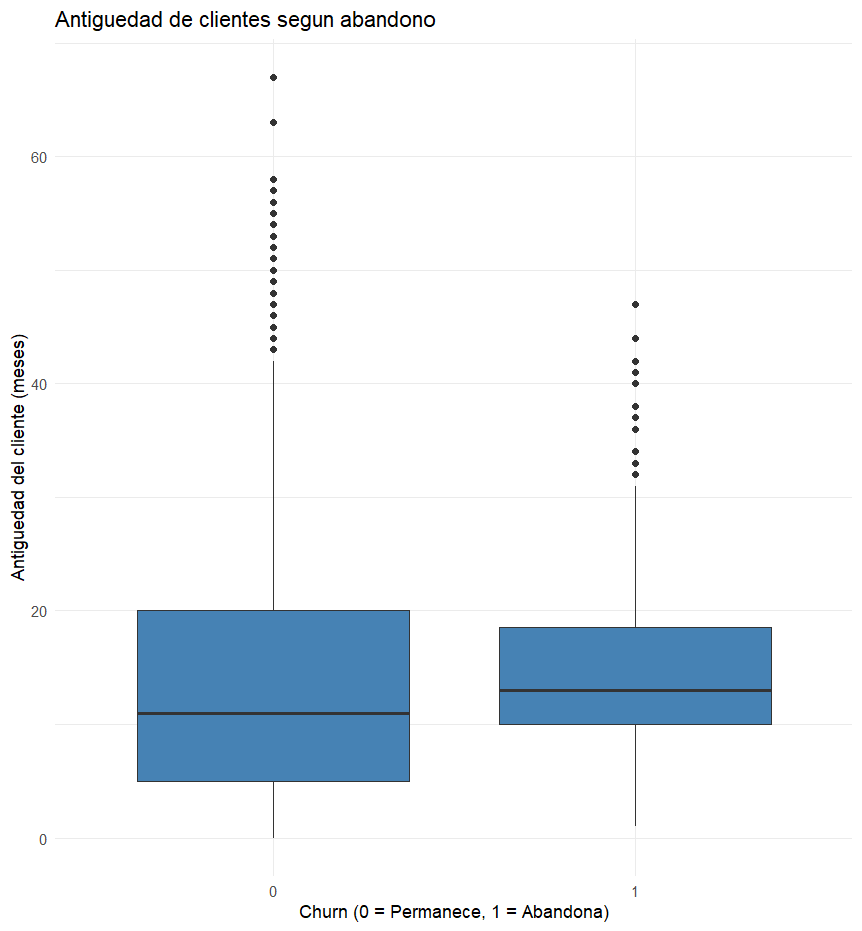 Antiguedad de clientes segun abandono
Antiguedad del cliente (meses)
60
40
20
0
0 1
Churn (0 = Permanece, 1 = Abandona)